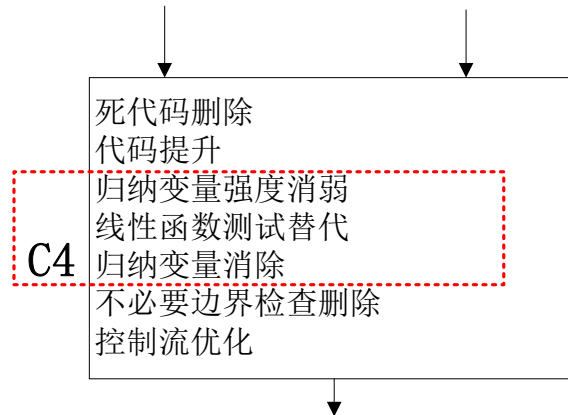 死代码删除
代码提升
归纳变量强度消弱
线性函数测试替代
C4 归纳变量消除
不必要边界检查删除
控制流优化